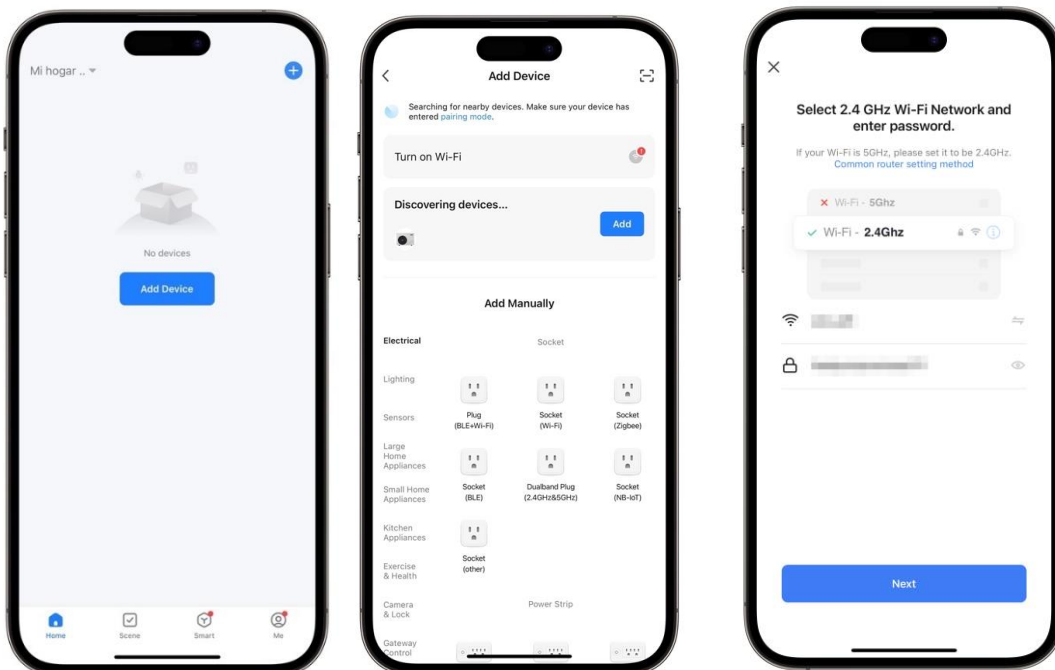 Mi hogar ..
No devices
Add Device
Home
Scene
Smart
Me
Add Device
Searching for nearby devices. Make sure your device has
entered pairing mode.
Turn on Wi-Fi
Discovering devices...
Add
Add Manually
Electrical
Socket
Lighting
Sensors
Plug
(BLE+Wi-Fi)
Socket
(Wi-Fi)
Socket
(Zigbee)
Large
Home
Appliances
Small Home
Appliances
Socket
(BLE)
Dualband Plug
(2.4GHz&5GHz)
Socket
(NB-IoT)
Kitchen
Appliances
Socket
(other)
Exercise
& Health
Camera
& Lock
Power Strip
Gateway
Control
Select 2.4 GHz Wi-Fi Network and
enter password.
If your Wi-Fi is 5GHz, please set it to be 2.4GHz.
Common router setting method
Wi-Fi - 5Ghz
Wi-Fi - 2.4Ghz
Next